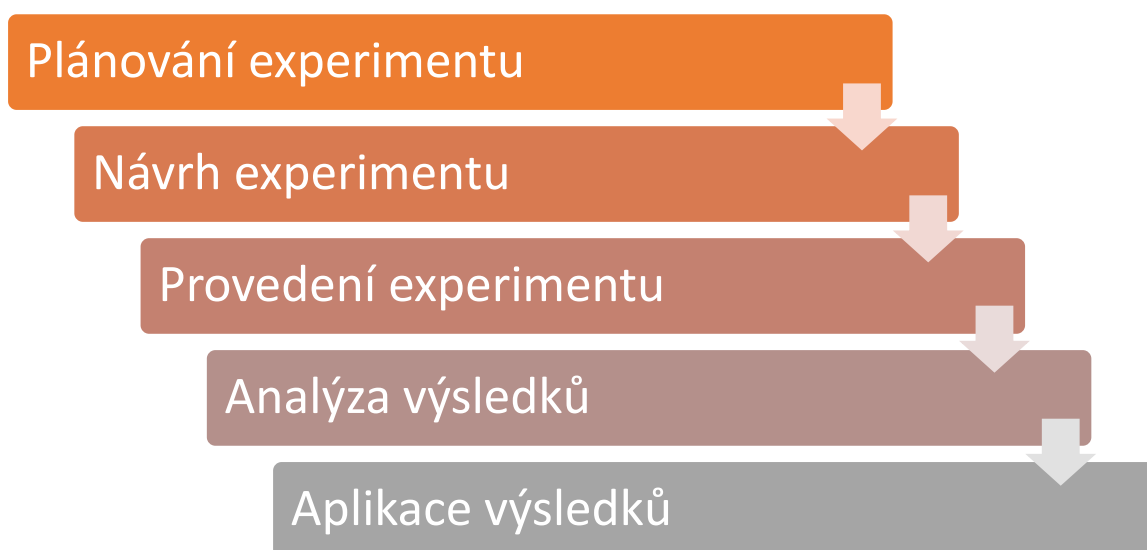 Plánování experimentu
Návrh experimentu
Provedení experimentu
Analýza výsledků
Aplikace výsledků